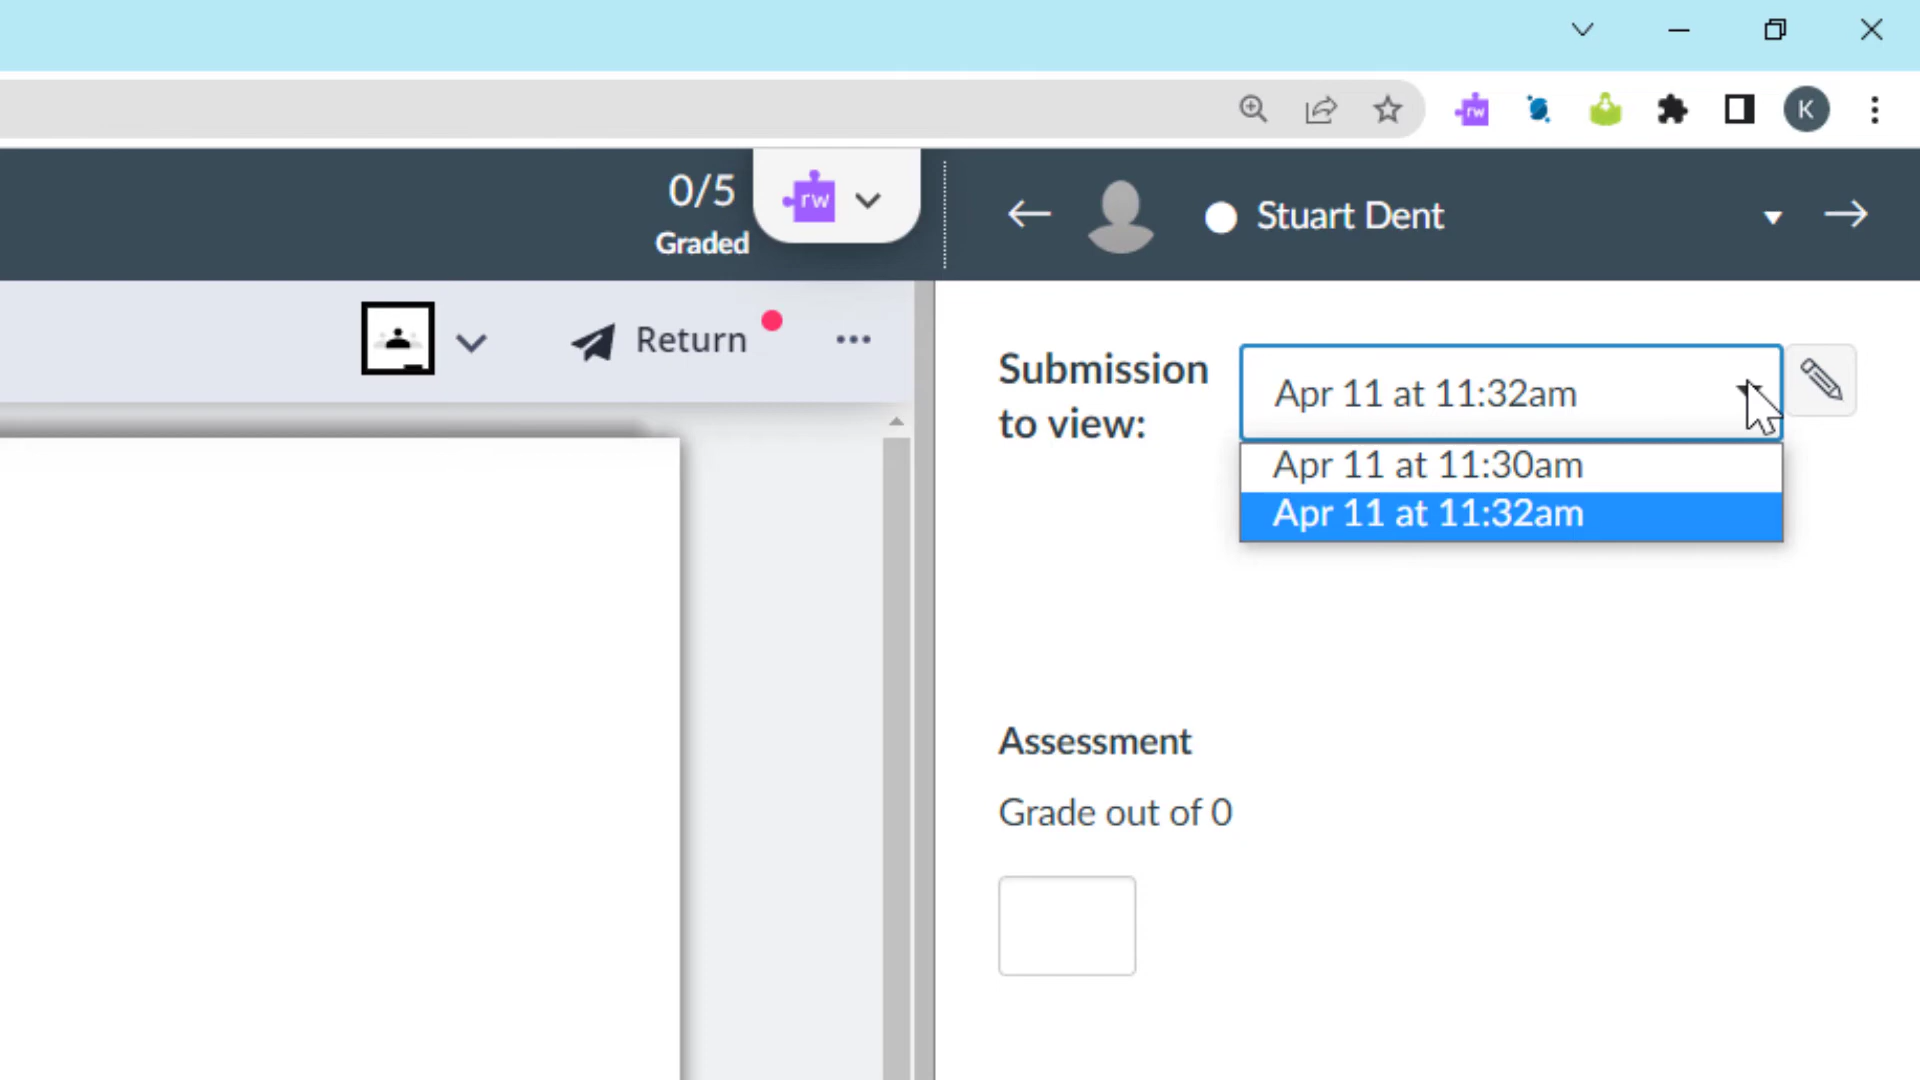 rw
K
0/5
Graded
rw
Stuart Dent
Return
Submission
to view:
Apr 11 at 11:32am
Apr 11 at 11:30am
Apr 11 at 11:32am
Assessment
Grade out of 0